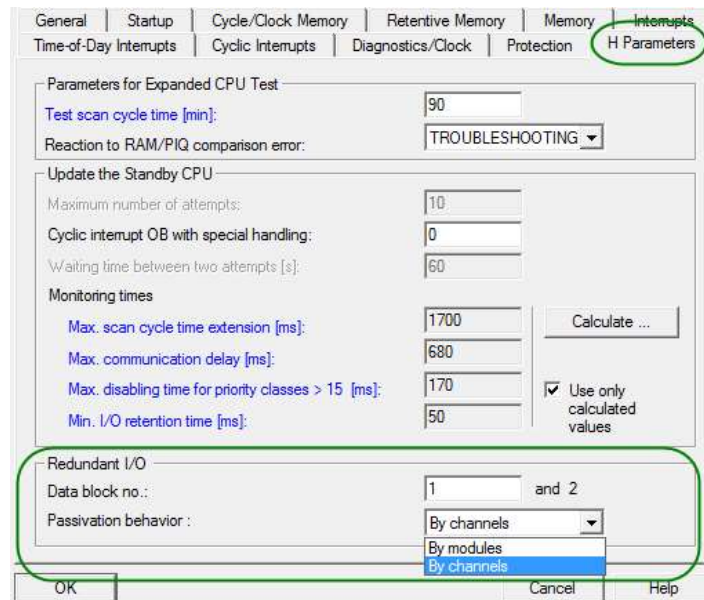 General Startup Cycle/Clock Memory Retentive Memory Memory Interrupts
Time-of-Day Interrupts Cyclic Interrupts Diagnostics/Clock Protection H Parameters
Parameters for Expanded CPU Test
Test scan cycle time [min]: 90
Reaction to RAM/PIQ comparison error: TROUBLESHOOTING
Update the Standby CPU
Maximum number of attempts: 10
Cyclic interrupt OB with special handling: 0
Waiting time between two attempts [s]: 60
Monitoring times
Max. scan cycle time extension [ms]: 1700 Calculate ...
Max. communication delay [ms]: 680
Max. disabling time for priority classes > 15 [ms]: 170 Use only
calculated
Min. I/O retention time [ms]: 50 values
Redundant I/O
Data block no.: 1 and 2
Passivation behavior : By channels
By modules
By channels
OK Cancel Help